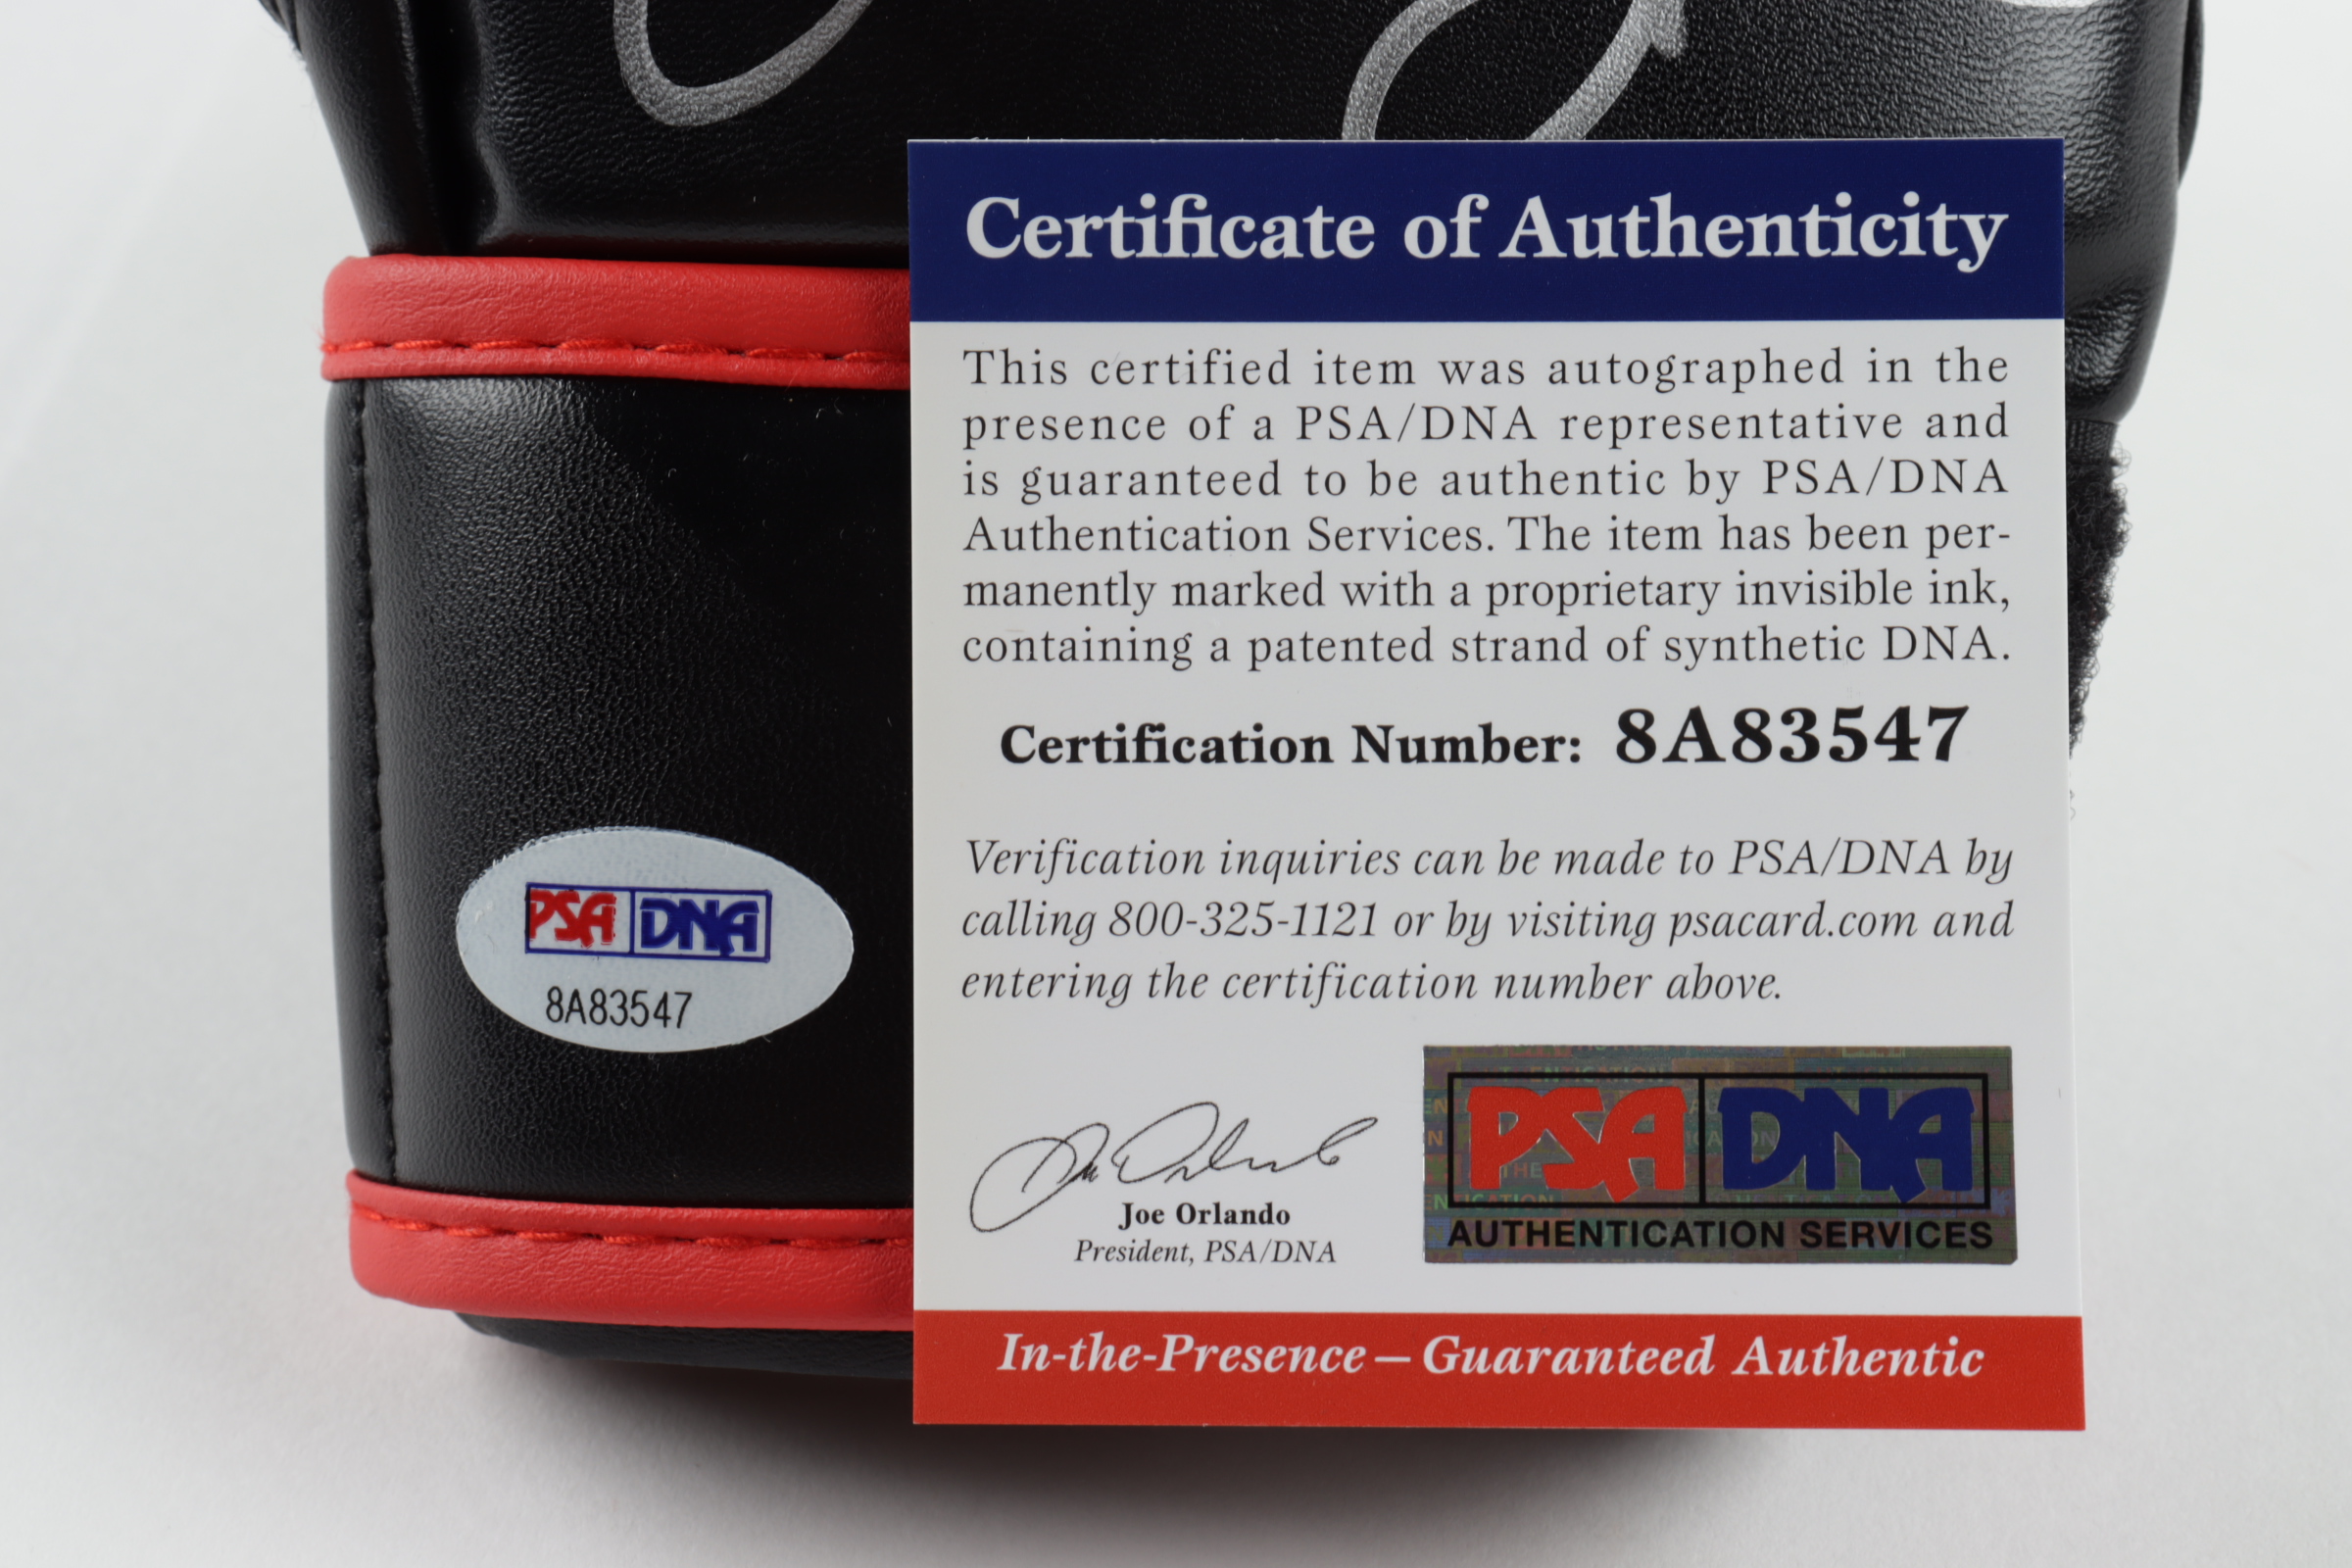 Certificate of Authenticity
This certified item was autographed in the
presence of a PSA/DNA representative and
is guaranteed to be authentic by PSA/DNA
Authentication Services. The item has been per-
manently marked with a proprietary invisible ink,
containing a patented strand of synthetic DNA.
Certification Number: 8A83547
Verification inquiries can be made to PSA/DNA by
calling 800-325-1121 or by visiting psacard.com and
entering the certification number above.
Joe Orlando
President, PSA/DNA
PSA DNA
AUTHENTICATION SERVICES
In-the-Presence – Guaranteed Authentic
PSA DNA
8A83547